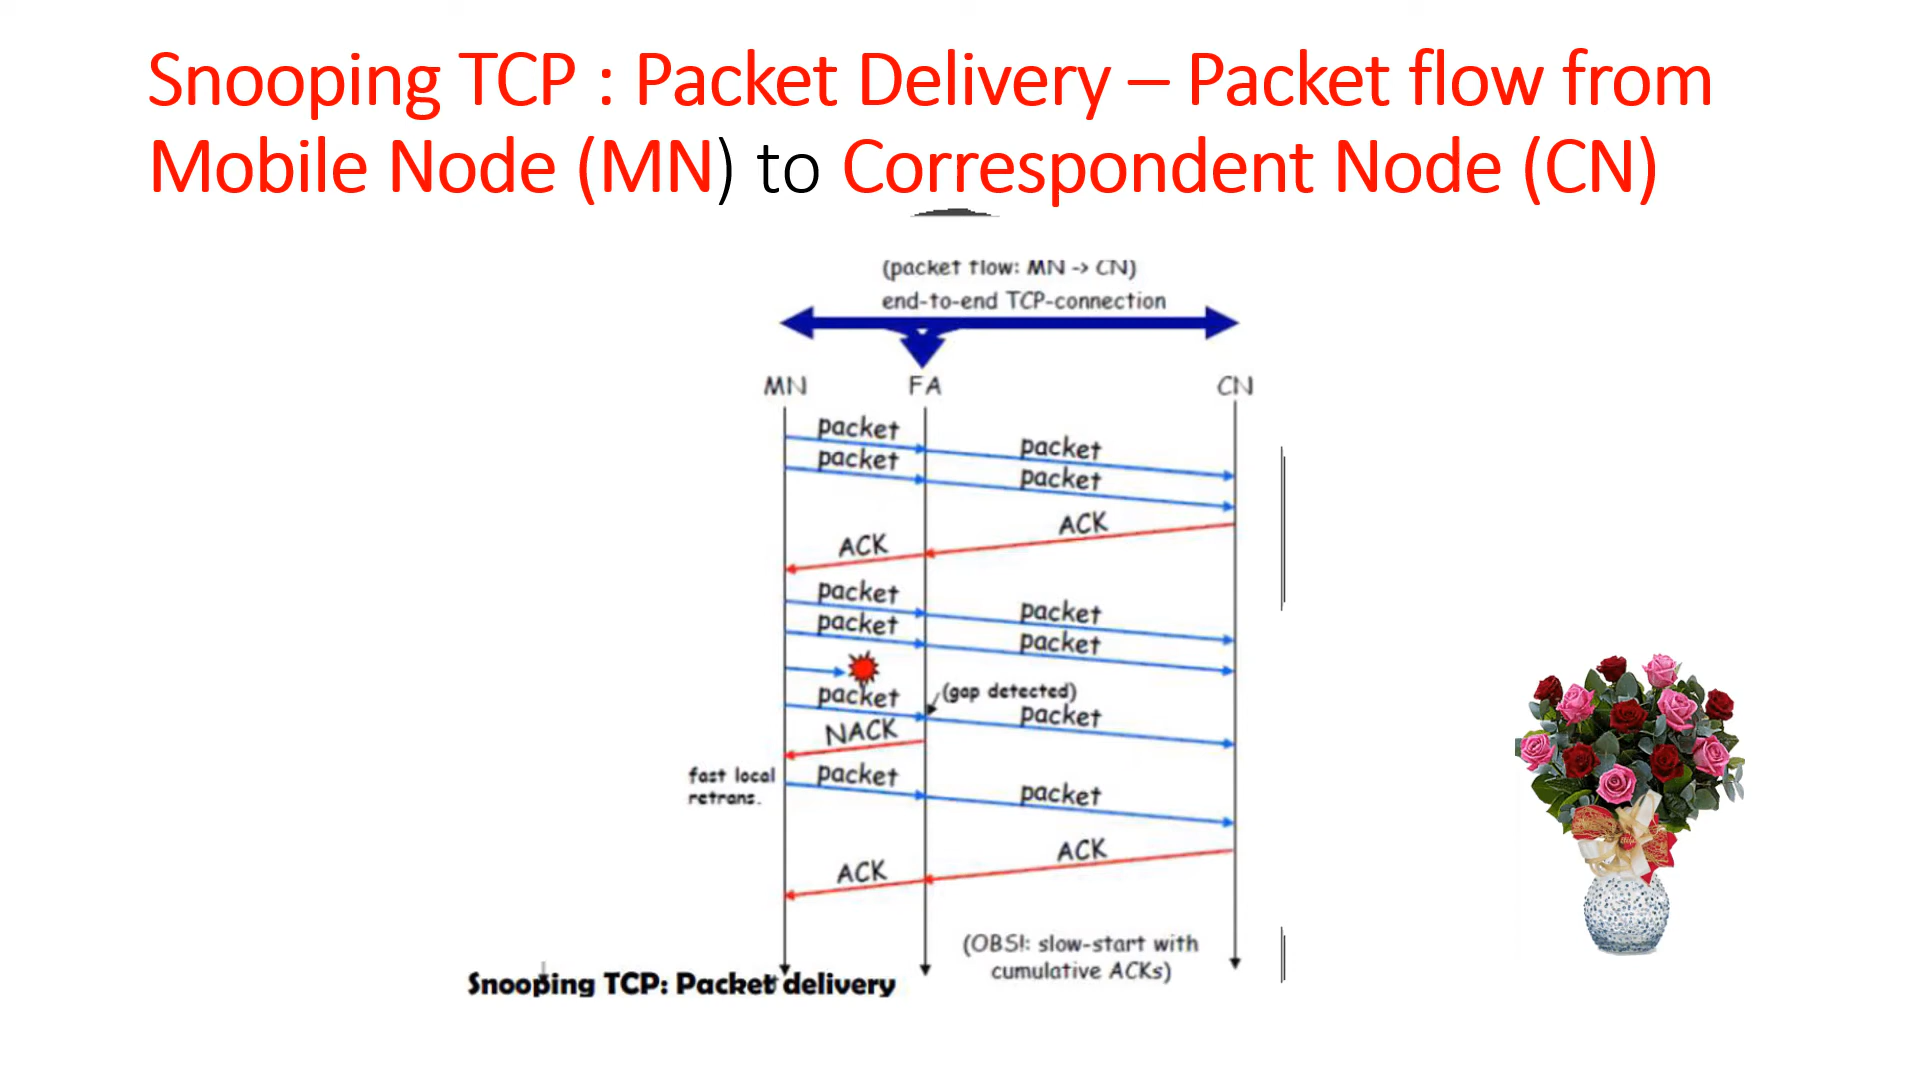 Snooping TCP : Packet Delivery – Packet flow from
Mobile Node (MN) to Correspondent Node (CN)
(packet flow: MN -> CN)
end-to-end TCP-connection
MN FA CN
packet
packet
packet
packet
ACK
ACK
packet
packet
packet
packet
(gap detected)
packet
packet
NACK
fast local
retrans.
packet
packet
ACK
ACK
(OBS!: slow-start with
cumulative ACKs)
Snooping TCP: Packet delivery